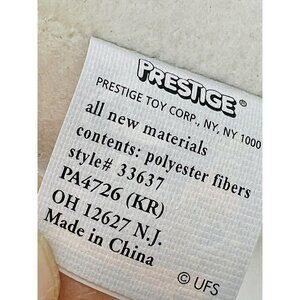 PRESTIGE®
PRESTIGE TOY CORP., NY, NY 1000
all new materials
contents: polyester fibers
style# 33637
PA4726 (KR)
OH 12627 N.J.
Made in China
© UFS